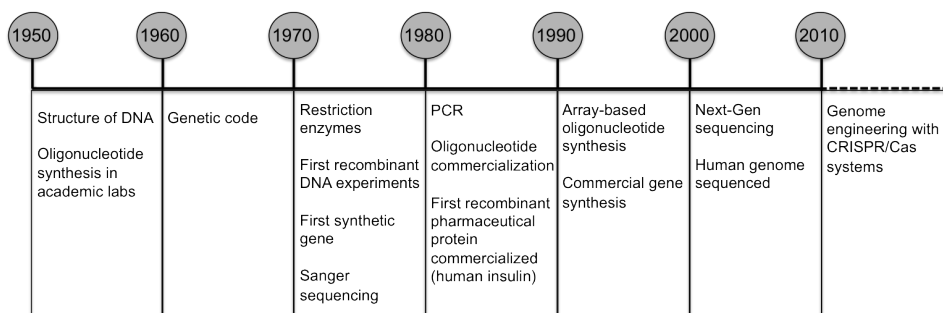 1950
1960
1970
1980
1990
2000
2010
Structure of DNA
Oligonucleotide
synthesis in
academic labs
Genetic code
Restriction
enzymes
First recombinant
DNA experiments
First synthetic
gene
Sanger
sequencing
PCR
Oligonucleotide
commercialization
First recombinant
pharmaceutical
protein
commercialized
(human insulin)
Array-based
oligonucleotide
synthesis
Commercial gene
synthesis
Next-Gen
sequencing
Human genome
sequenced
Genome
engineering with
CRISPR/Cas
systems